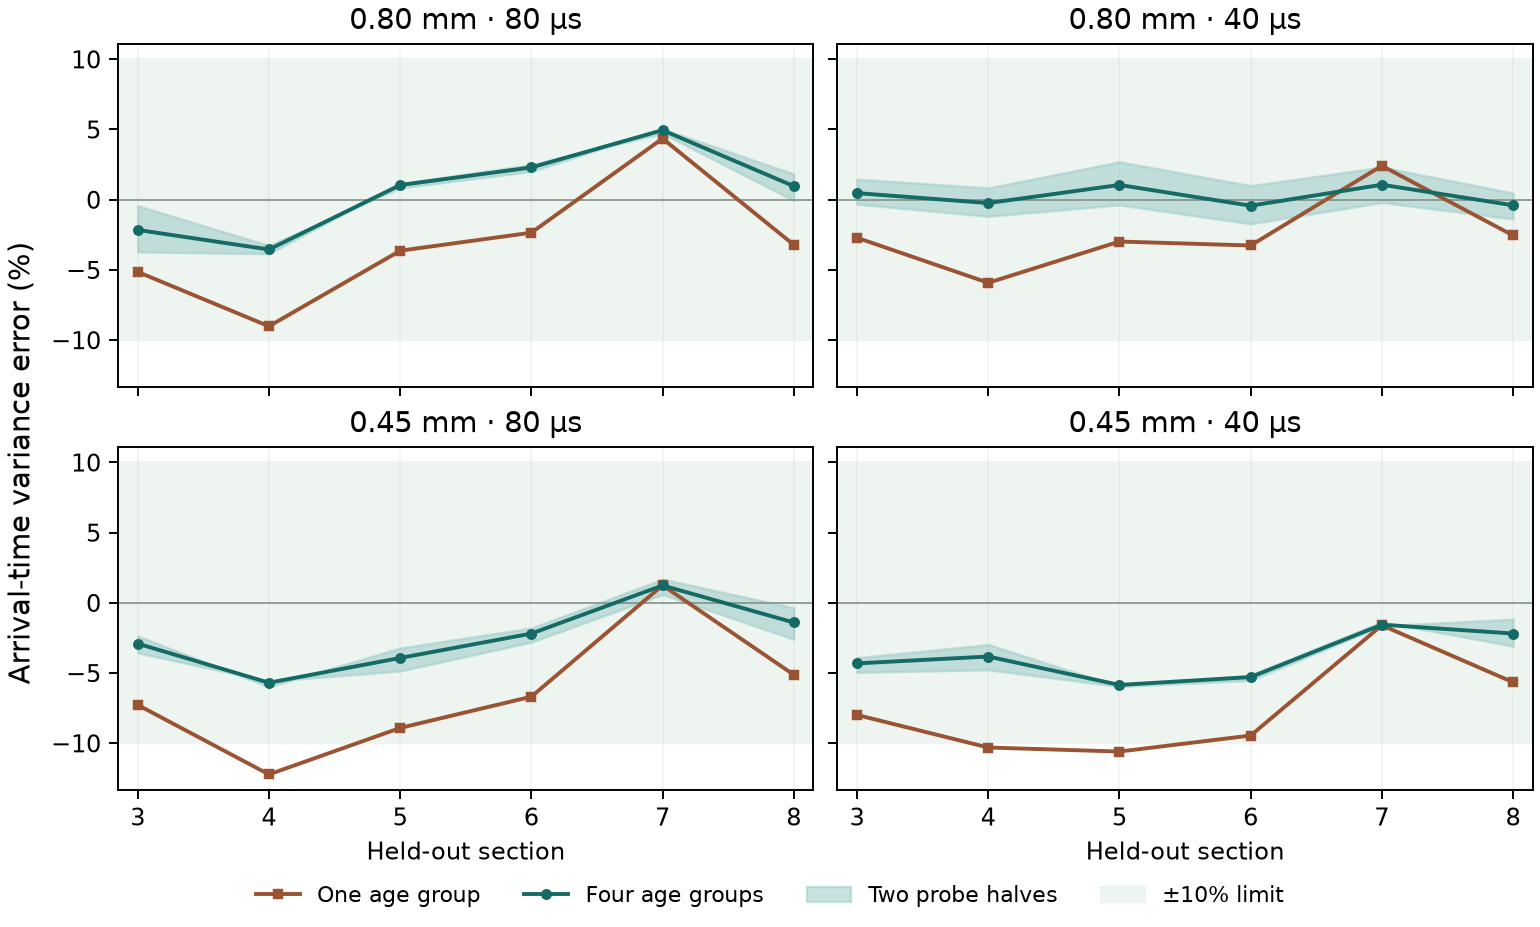 0.80 mm · 80 µs
0.80 mm · 40 µs
10
5
0
−5
−10
Arrival-time variance error (%)
0.45 mm · 80 µs
0.45 mm · 40 µs
10
5
0
−5
−10
3 4 5 6 7 8
3 4 5 6 7 8
Held-out section
Held-out section
One age group
Four age groups
Two probe halves
±10% limit